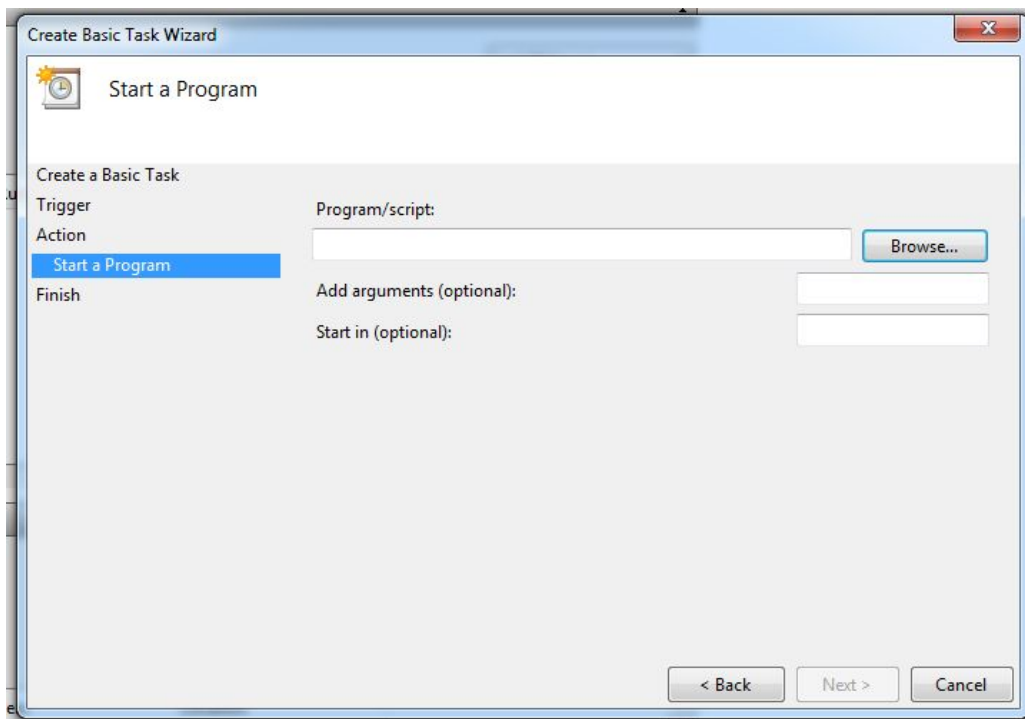 Create Basic Task Wizard
Start a Program
Create a Basic Task
Trigger
Program/script:
Action
Browse...
Start a Program
Add arguments (optional):
Finish
Start in (optional):
< Back
Next >
Cancel